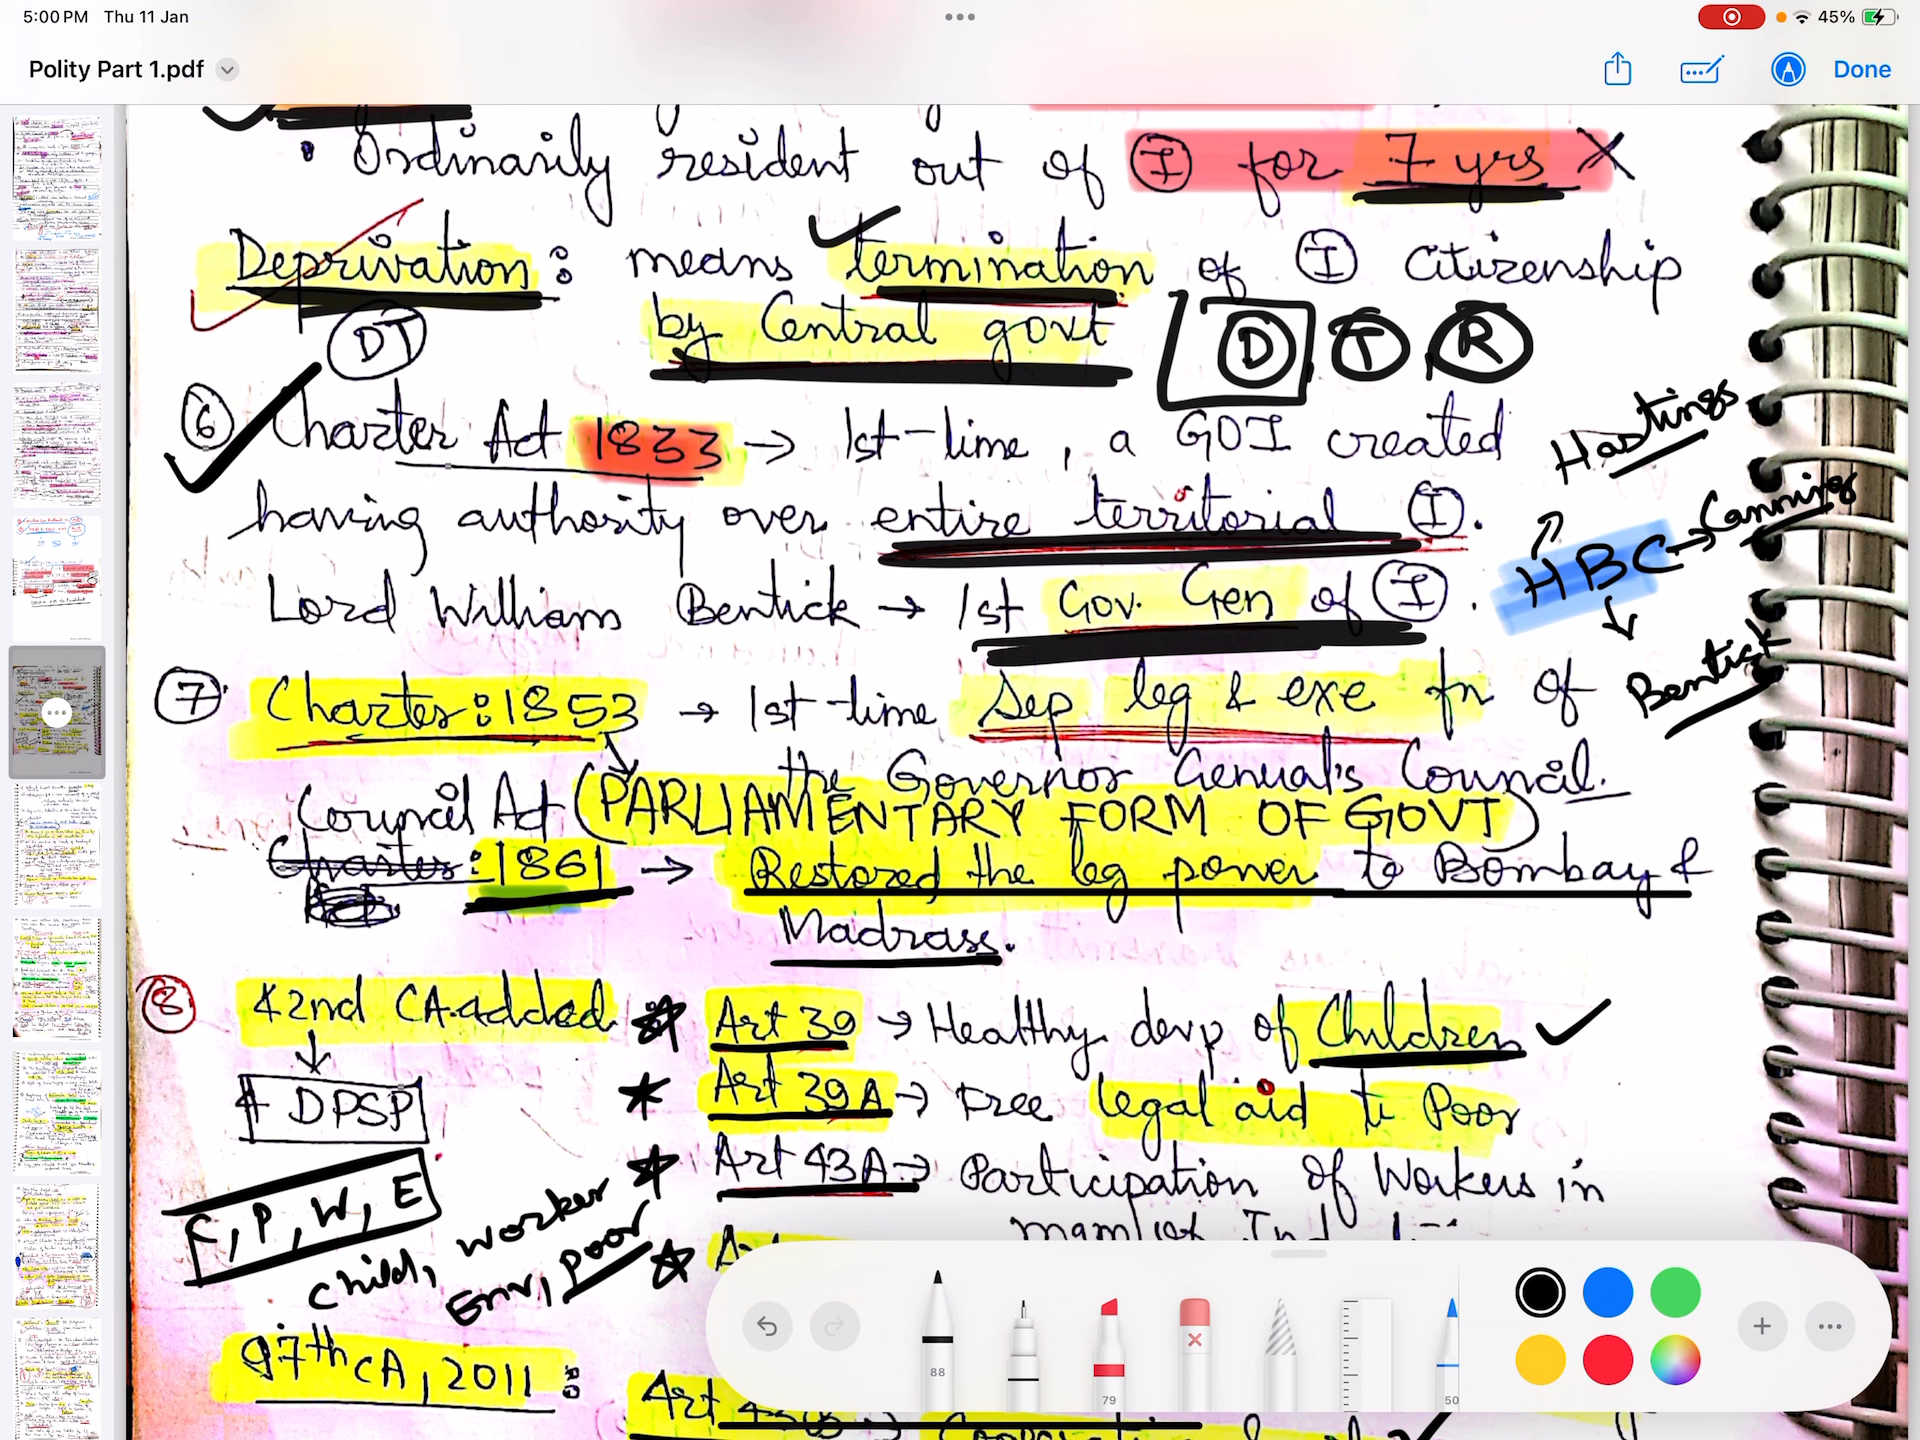 5:00 PM Thu 11 Jan
45%
Polity Part 1.pdf
Done
• Ordinarily resident out of I for 7 yrs X
Deprivation : means termination of I citizenship
by Central govt
DT
D T R
6 Charter Act 1833 → 1st-time, a GOI created
having authority over entire territorial I.
Lord William Bentick → 1st Gov. Gen of I.
Hastings
HBC → Canning
Bentick
7 Charter : 1853 → 1st-time Sep leg & exe fn of
the Governor General's Council.
Council Act (PARLIAMENTARY FORM OF GOVT)
Charter : 1861 → Restored the leg power to Bombay &
Madrass.
8 42nd CA added Art 39 → Healthy devp of Children
4 DPSP Art 39A → Free legal aid to Poor
Art 43A → Participation of Workers in
C, P, W, E
child, worker
Env, poor
97th CA, 2011 :
Art
88
79
50